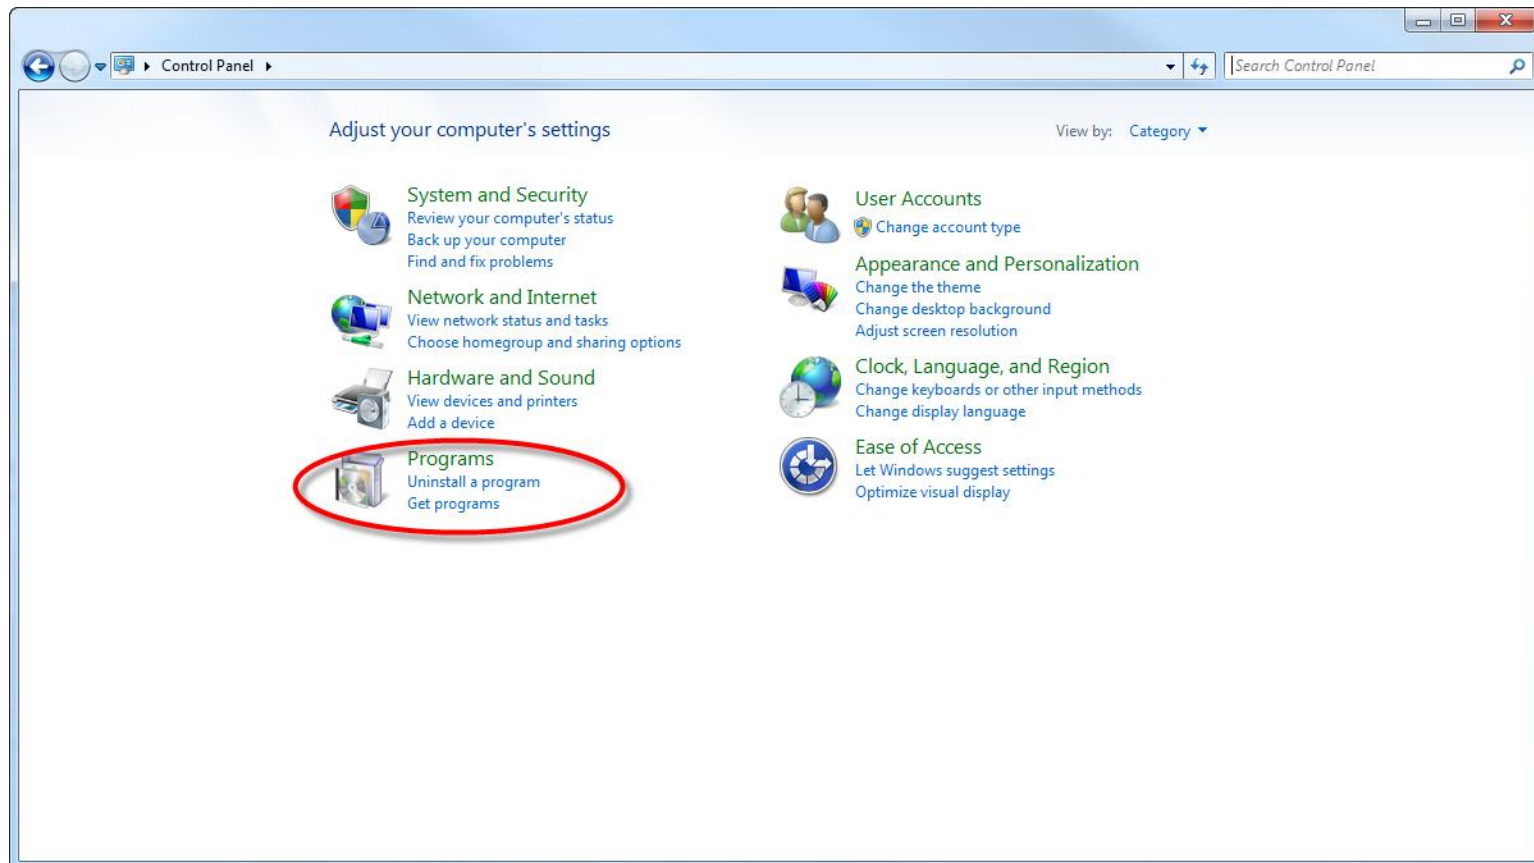 Control Panel
Search Control Panel
Adjust your computer's settings
View by: Category
System and Security
Review your computer's status
Back up your computer
Find and fix problems
Network and Internet
View network status and tasks
Choose homegroup and sharing options
Hardware and Sound
View devices and printers
Add a device
Programs
Uninstall a program
Get programs
User Accounts
Change account type
Appearance and Personalization
Change the theme
Change desktop background
Adjust screen resolution
Clock, Language, and Region
Change keyboards or other input methods
Change display language
Ease of Access
Let Windows suggest settings
Optimize visual display